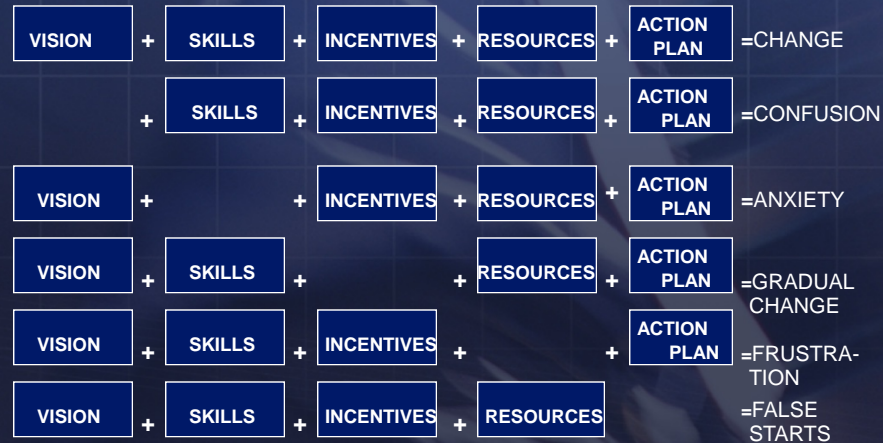 VISION + SKILLS + INCENTIVES + RESOURCES + ACTION PLAN =CHANGE
+ SKILLS + INCENTIVES + RESOURCES + ACTION PLAN =CONFUSION
VISION + + INCENTIVES + RESOURCES + ACTION PLAN =ANXIETY
VISION + SKILLS + + RESOURCES + ACTION PLAN =GRADUAL
CHANGE
VISION + SKILLS + INCENTIVES + + ACTION PLAN =FRUSTRA-
TION
VISION + SKILLS + INCENTIVES + RESOURCES =FALSE
STARTS